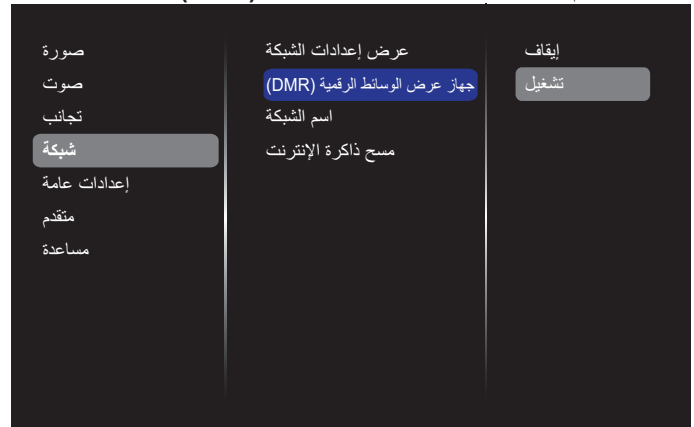 صورة
صوت
تجانب
شبكة
إعدادات عامة
متقدم
مساعدة
عرض إعدادات الشبكة
جهاز عرض الوسائط الرقمية (DMR)
اسم الشبكة
مسح ذاكرة الإنترنت
إيقاف
تشغيل